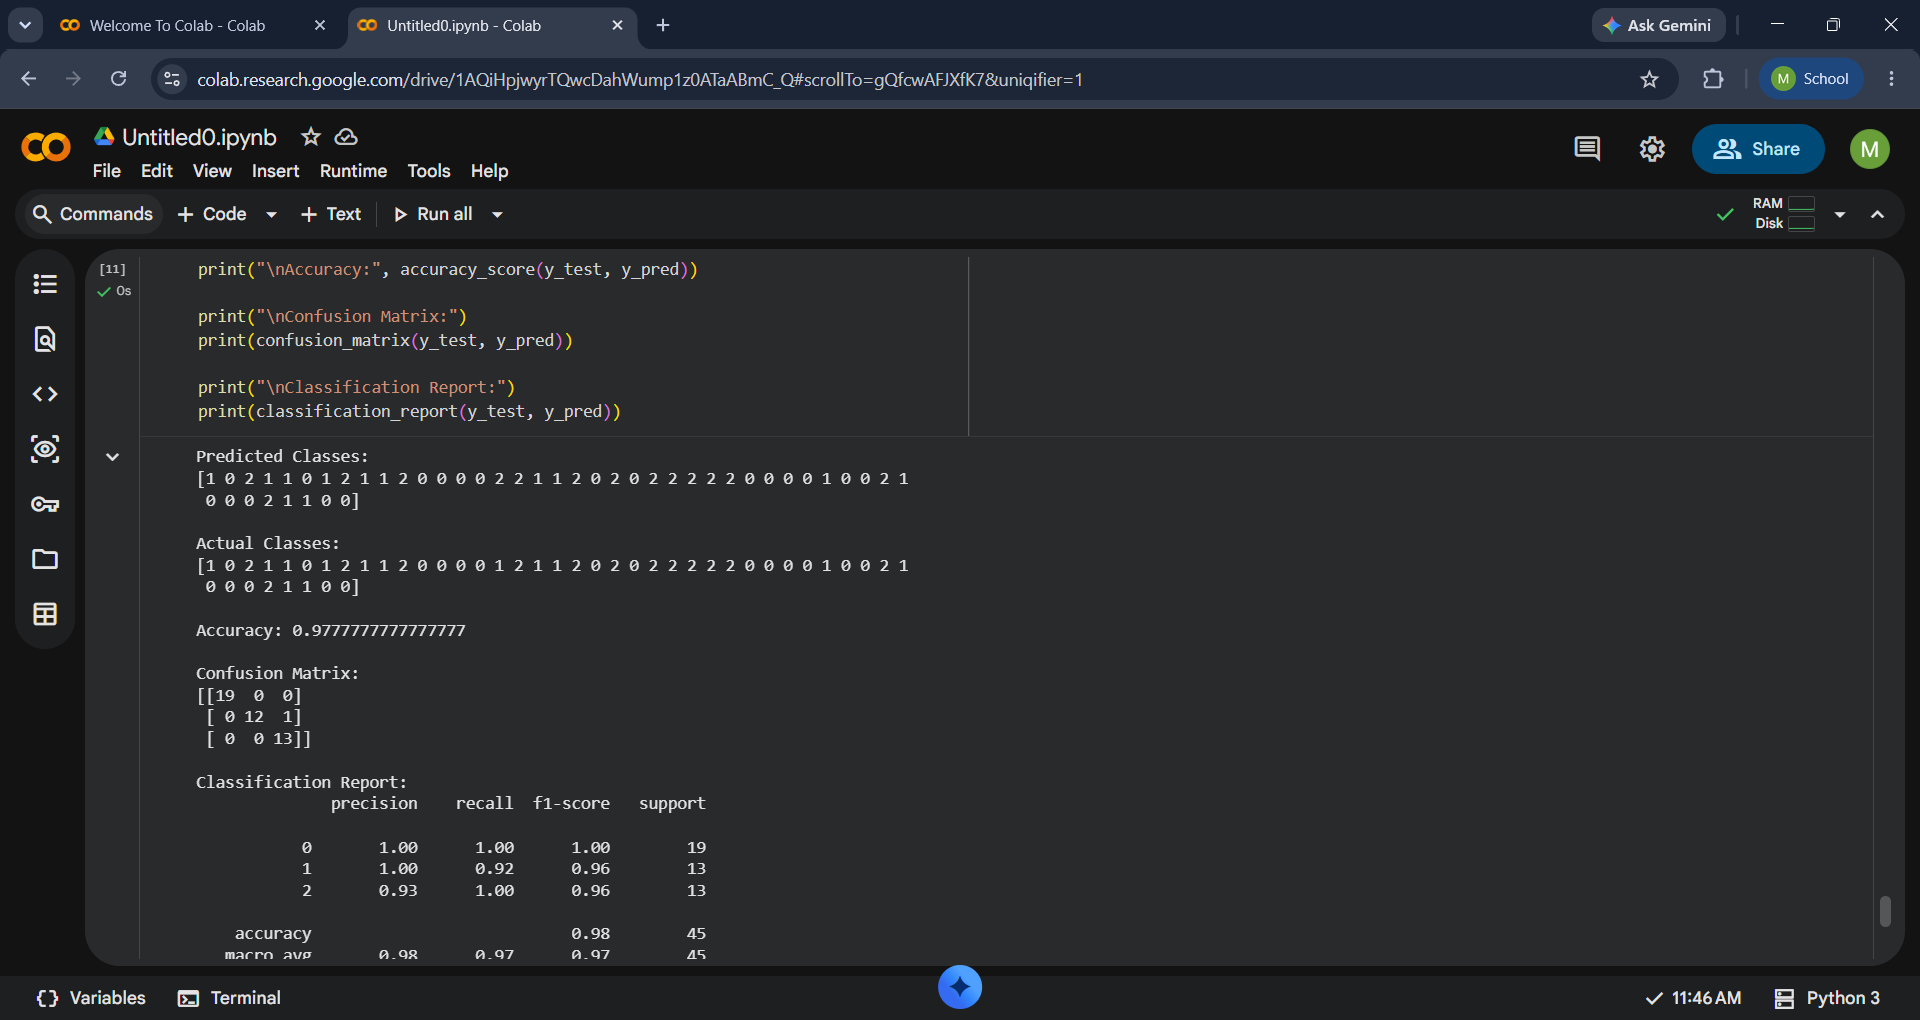 Welcome To Colab - Colab
Untitled0.ipynb - Colab
Ask Gemini
colab.research.google.com/drive/1AQiHpjwyrTQwcDahWump1z0ATaABmC_Q#scrollTo=gQfcwAFJXfK7&uniqifier=1
M School
CO Untitled0.ipynb
File Edit View Insert Runtime Tools Help
Share
M
Commands + Code + Text Run all
RAM
Disk
[11]
0s
print("\nAccuracy:", accuracy_score(y_test, y_pred))
print("\nConfusion Matrix:")
print(confusion_matrix(y_test, y_pred))
print("\nClassification Report:")
print(classification_report(y_test, y_pred))
Predicted Classes:
[1 0 2 1 1 0 1 2 1 1 2 0 0 0 0 2 2 1 1 2 0 2 0 2 2 2 2 2 0 0 0 0 1 0 0 2 1
0 0 0 2 1 1 0 0]
Actual Classes:
[1 0 2 1 1 0 1 2 1 1 2 0 0 0 0 1 2 1 1 2 0 2 0 2 2 2 2 2 0 0 0 0 1 0 0 2 1
0 0 0 2 1 1 0 0]
Accuracy: 0.9777777777777777
Confusion Matrix:
[[19 0 0]
[ 0 12 1]
[ 0 0 13]]
Classification Report:
precision recall f1-score support
0 1.00 1.00 1.00 19
1 1.00 0.92 0.96 13
2 0.93 1.00 0.96 13
accuracy 0.98 45
macro avg 0.98 0.97 0.97 45
{} Variables Terminal
11:46 AM Python 3